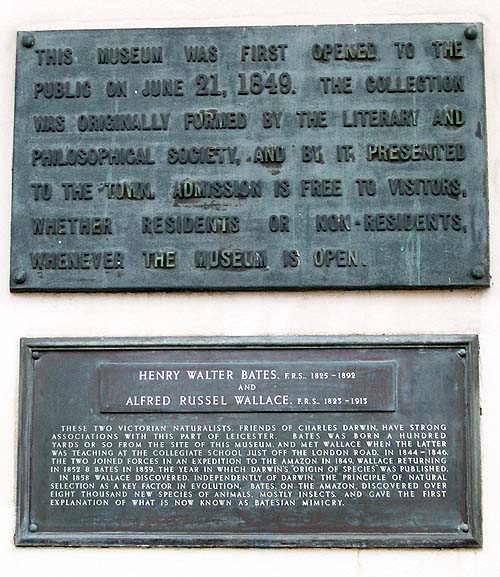 THIS MUSEUM WAS FIRST OPENED TO THE
PUBLIC ON JUNE 21, 1849. THE COLLECTION
WAS ORIGINALLY FORMED BY THE LITERARY AND
PHILOSOPHICAL SOCIETY, AND BY IT PRESENTED
TO THE TOWN. ADMISSION IS FREE TO VISITORS,
WHETHER RESIDENTS OR NON-RESIDENTS,
WHENEVER THE MUSEUM IS OPEN.
HENRY WALTER BATES, F.R.S., 1825-1892
AND
ALFRED RUSSEL WALLACE, F.R.S., 1823-1913
THESE TWO VICTORIAN NATURALISTS, FRIENDS OF CHARLES DARWIN, HAVE STRONG
ASSOCIATIONS WITH THIS PART OF LEICESTER. BATES WAS BORN A HUNDRED
YARDS OR SO FROM THE SITE OF THIS MUSEUM, AND MET WALLACE WHEN THE LATTER
WAS TEACHING AT THE COLLEGIATE SCHOOL, JUST OFF THE LONDON ROAD, IN 1844-1846.
THE TWO JOINED FORCES IN AN EXPEDITION TO THE AMAZON IN 1849, WALLACE RETURNING
IN 1852 & BATES IN 1859, THE YEAR IN WHICH DARWIN'S 'ORIGIN OF SPECIES' WAS PUBLISHED.
IN 1858 WALLACE DISCOVERED, INDEPENDENTLY OF DARWIN, THE PRINCIPLE OF NATURAL
SELECTION AS A KEY FACTOR IN EVOLUTION. BATES, ON THE AMAZON, DISCOVERED OVER
EIGHT THOUSAND NEW SPECIES OF ANIMALS, MOSTLY INSECTS, AND GAVE THE FIRST
EXPLANATION OF WHAT IS NOW KNOWN AS BATESIAN MIMICRY.